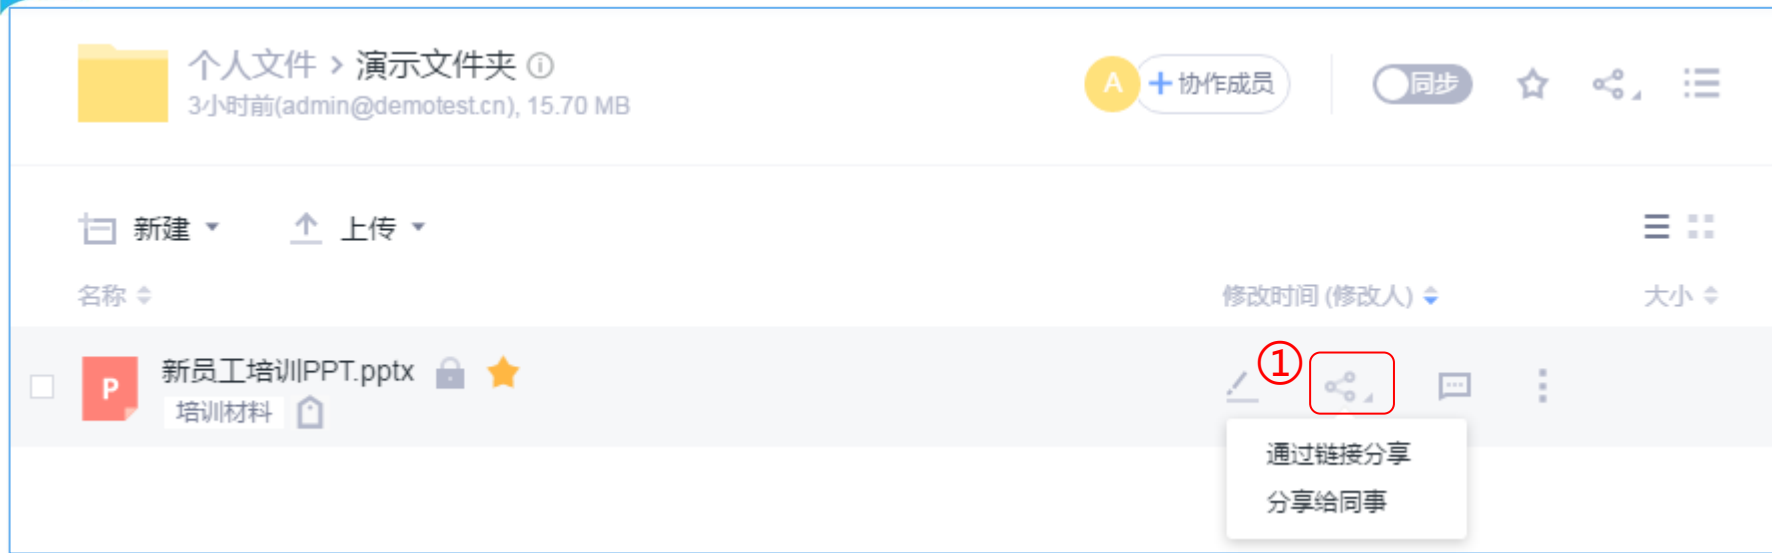 个人文件 > 演示文件夹
3小时前(admin@demotest.cn), 15.70 MB
A
+协作成员
同步
新建
上传
名称
修改时间 (修改人)
大小
P
新员工培训PPT.pptx
培训材料
①
通过链接分享
分享给同事